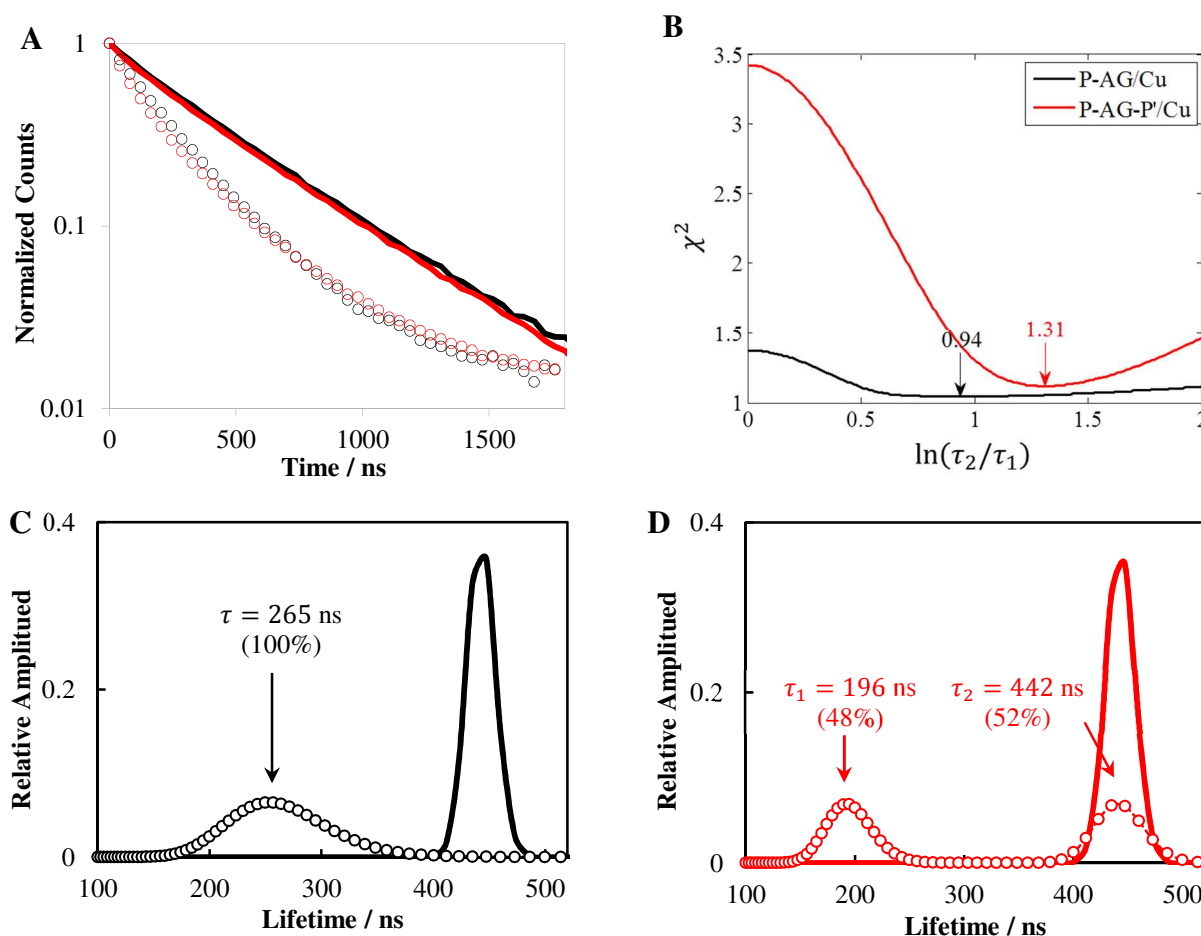 A
1
0.1
0.01
0
500
1000
1500
Normalized Counts
Time / ns
B
3.5
3
2.5
2
1.5
1
0
0.5
1
1.5
2
χ²
ln(τ₂/τ₁)
P-AG/Cu
P-AG-P'/Cu
0.94
1.31
C
0.4
0.2
0
100
200
300
400
500
Relative Amplitued
Lifetime / ns
τ = 265 ns
(100%)
D
0.4
0.2
0
100
200
300
400
500
Relative Amplitued
Lifetime / ns
τ₁ = 196 ns
(48%)
τ₂ = 442 ns
(52%)